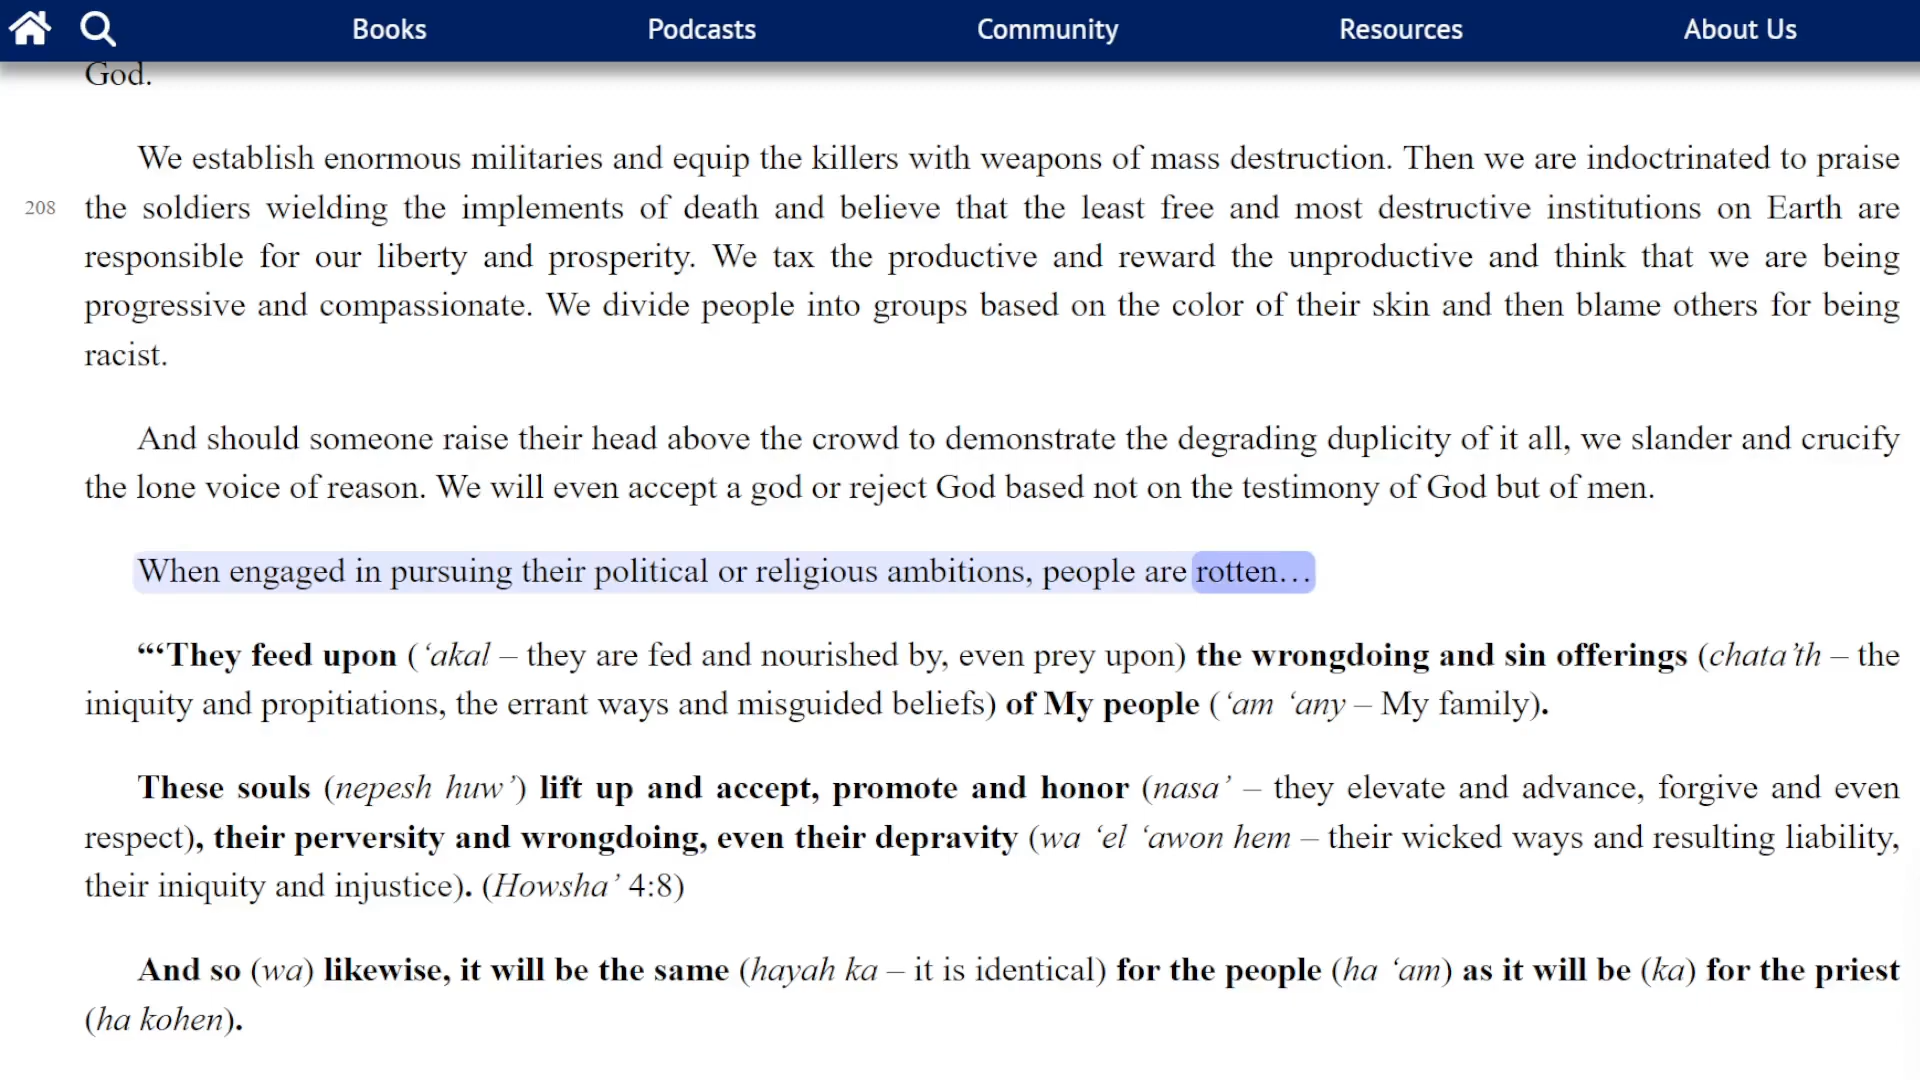 Books Podcasts Community Resources About Us
God.
We establish enormous militaries and equip the killers with weapons of mass destruction. Then we are indoctrinated to praise
208 the soldiers wielding the implements of death and believe that the least free and most destructive institutions on Earth are
responsible for our liberty and prosperity. We tax the productive and reward the unproductive and think that we are being
progressive and compassionate. We divide people into groups based on the color of their skin and then blame others for being
racist.
And should someone raise their head above the crowd to demonstrate the degrading duplicity of it all, we slander and crucify
the lone voice of reason. We will even accept a god or reject God based not on the testimony of God but of men.
When engaged in pursuing their political or religious ambitions, people are rotten…
“‘They feed upon (‘akal – they are fed and nourished by, even prey upon) the wrongdoing and sin offerings (chata’th – the
iniquity and propitiations, the errant ways and misguided beliefs) of My people (‘am ‘any – My family).
These souls (nepesh huw’) lift up and accept, promote and honor (nasa’ – they elevate and advance, forgive and even
respect), their perversity and wrongdoing, even their depravity (wa ‘el ‘awon hem – their wicked ways and resulting liability,
their iniquity and injustice). (Howsha’ 4:8)
And so (wa) likewise, it will be the same (hayah ka – it is identical) for the people (ha ‘am) as it will be (ka) for the priest
(ha kohen).